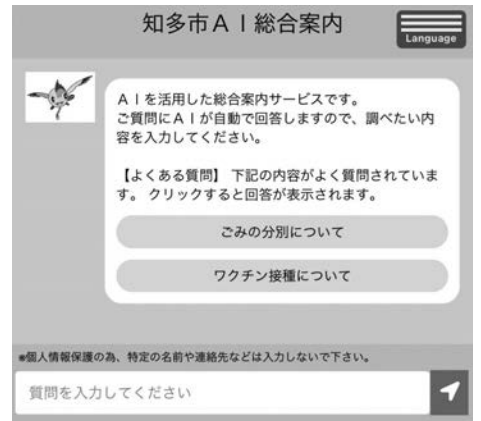 知多市AI総合案内
Language
AIを活用した総合案内サービスです。
ご質問にAIが自動で回答しますので、調べたい内
容を入力してください。
【よくある質問】 下記の内容がよく質問されていま
す。 クリックすると回答が表示されます。
ごみの分別について
ワクチン接種について
※個人情報保護の為、特定の名前や連絡先などは入力しないで下さい。
質問を入力してください